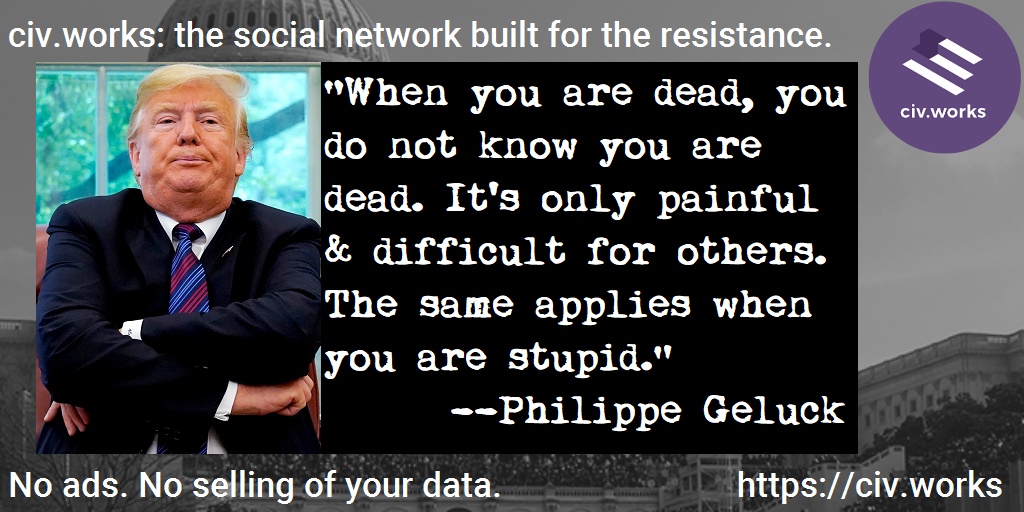 civ.works: the social network built for the resistance.
civ.works
"When you are dead, you
do not know you are
dead. It's only painful
& difficult for others.
The same applies when
you are stupid."
--Philippe Geluck
No ads. No selling of your data.
https://civ.works